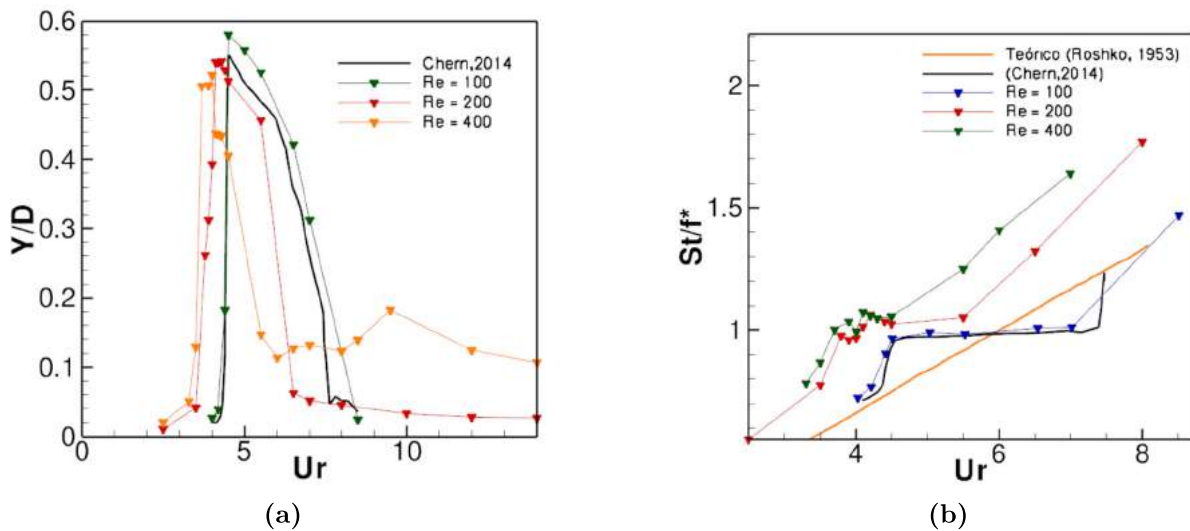 0.6
0.5
0.4
0.3
0.2
0.1
0
Y/D
0
5
10
Ur
Chern,2014
Re = 100
Re = 200
Re = 400
(a)
2
1.5
1
St/f*
4
6
8
Ur
Teórico (Roshko, 1953)
(Chern,2014)
Re = 100
Re = 200
Re = 400
(b)